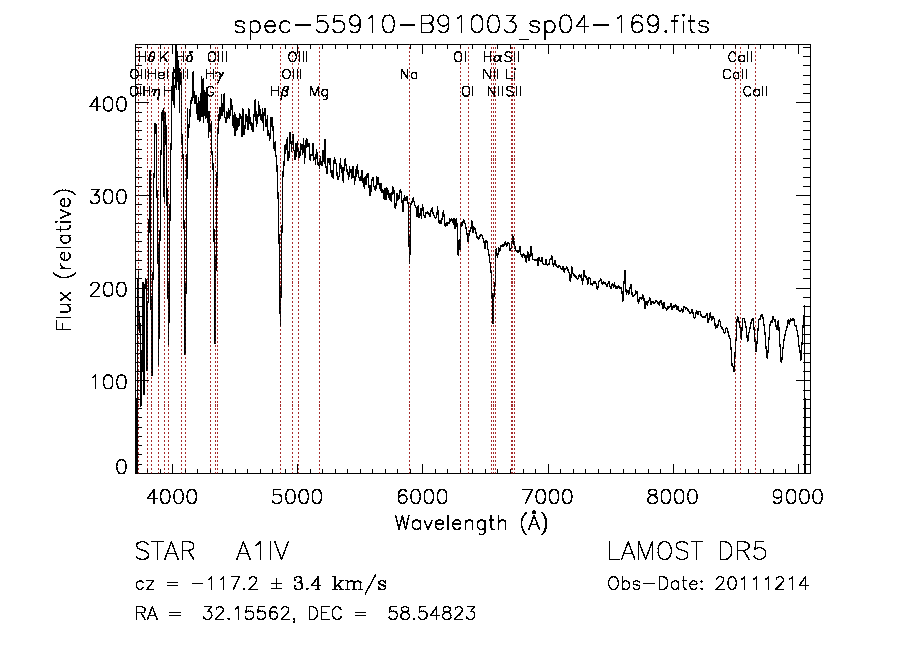 spec-55910-B91003_sp04-169.fits
Hθ K Hδ OIII OIII OI Hα SII CaII
OII HeI SII Hγ OIII Na NII Li CaII
OII Hη H G Hβ Mg OI NII SII CaII
400
300
200
100
0
Flux (relative)
4000 5000 6000 7000 8000 9000
Wavelength (Å)
STAR A1IV LAMOST DR5
cz = -117.2 ± 3.4 km/s Obs-Date: 20111214
RA = 32.15562, DEC = 58.54823